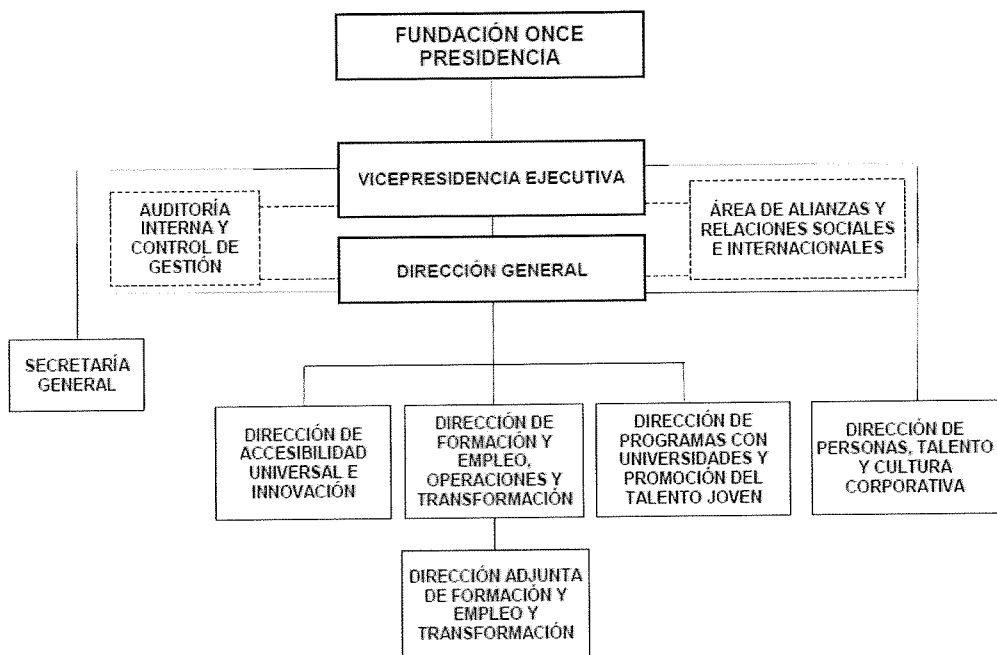 FUNDACIÓN ONCE
PRESIDENCIA
VICEPRESIDENCIA EJECUTIVA
AUDITORÍA
INTERNA Y
CONTROL DE
GESTIÓN
ÁREA DE ALIANZAS Y
RELACIONES SOCIALES
E INTERNACIONALES
DIRECCIÓN GENERAL
SECRETARÍA
GENERAL
DIRECCIÓN DE
ACCESIBILIDAD
UNIVERSAL E
INNOVACIÓN
DIRECCIÓN DE
FORMACIÓN Y
EMPLEO,
OPERACIONES Y
TRANSFORMACIÓN
DIRECCIÓN DE
PROGRAMAS CON
UNIVERSIDADES Y
PROMOCIÓN DEL
TALENTO JOVEN
DIRECCIÓN DE
PERSONAS, TALENTO
Y CULTURA
CORPORATIVA
DIRECCIÓN ADJUNTA
DE FORMACIÓN Y
EMPLEO Y
TRANSFORMACIÓN